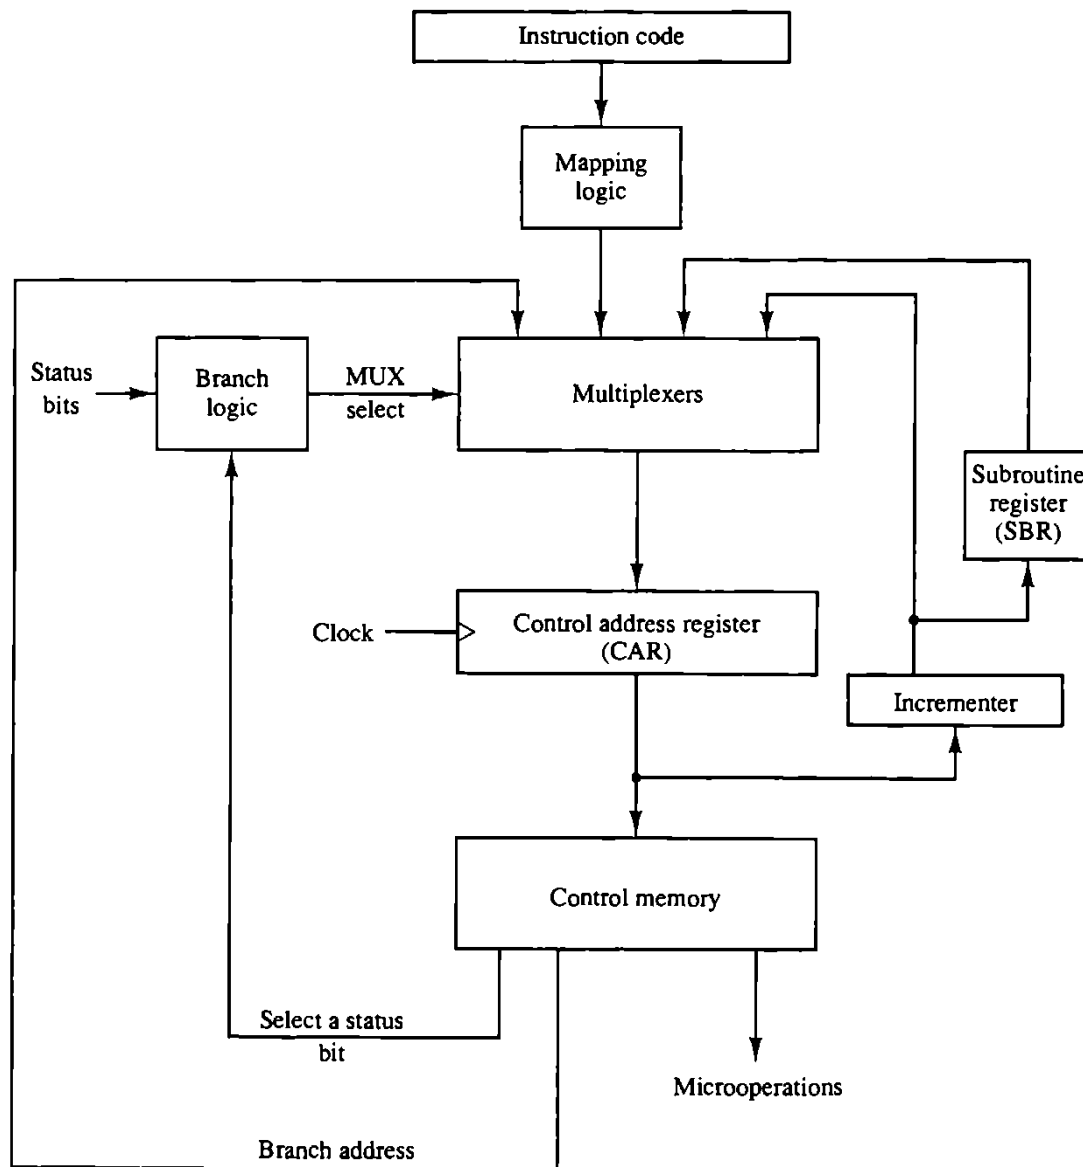 Instruction code
Mapping
logic
Status
bits
Branch
logic
MUX
select
Multiplexers
Subroutine
register
(SBR)
Clock
Control address register
(CAR)
Incrementer
Control memory
Select a status
bit
Microoperations
Branch address